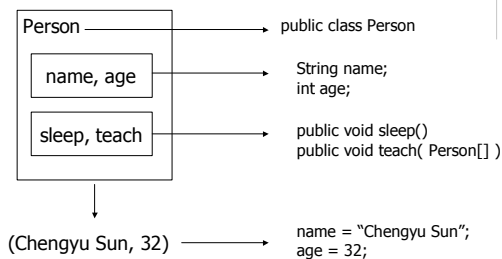 Person
public class Person
name, age
String name;
int age;
sleep, teach
public void sleep()
public void teach( Person[] )
(Chengyu Sun, 32)
name = “Chengyu Sun”;
age = 32;